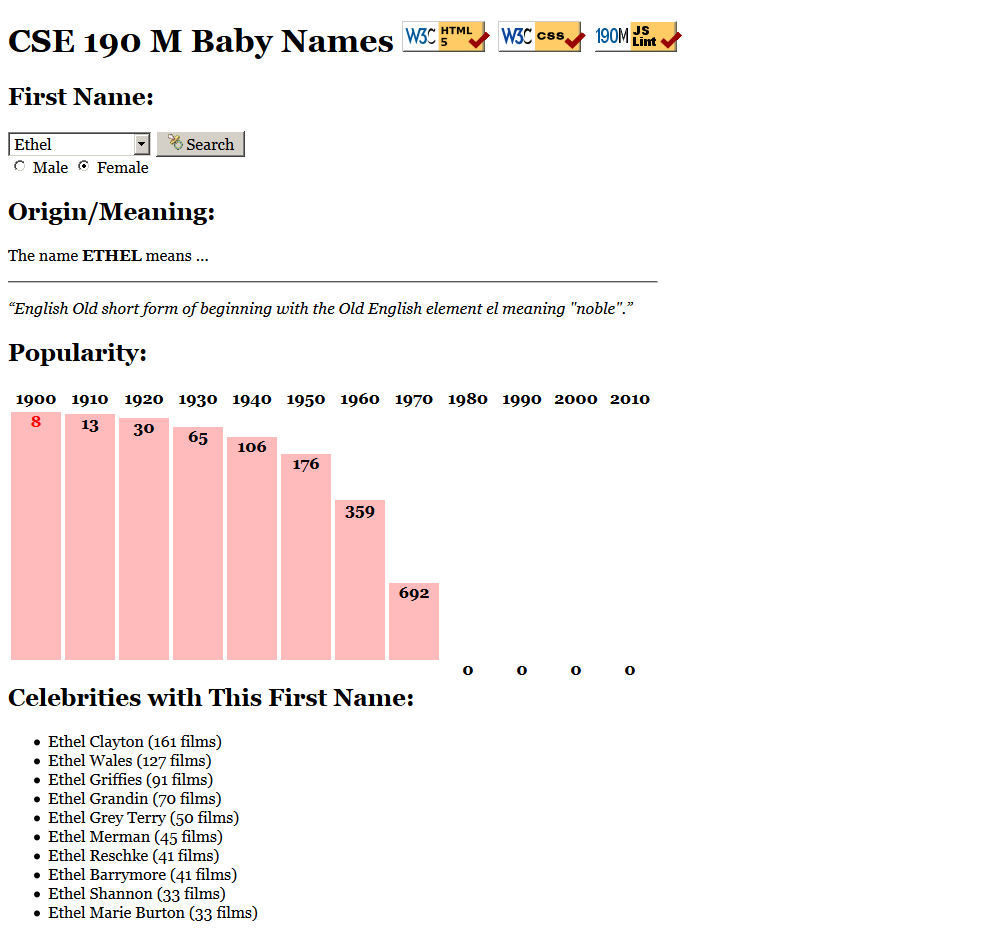 CSE 190 M Baby Names W3C HTML 5 W3C css 190M JS Lint
First Name:
Ethel Search
Male Female
Origin/Meaning:
The name ETHEL means ...
“English Old short form of beginning with the Old English element el meaning "noble".”
Popularity:
1900 1910 1920 1930 1940 1950 1960 1970 1980 1990 2000 2010
8 13 30 65 106 176 359 692 0 0 0 0
Celebrities with This First Name:
• Ethel Clayton (161 films)
• Ethel Wales (127 films)
• Ethel Griffies (91 films)
• Ethel Grandin (70 films)
• Ethel Grey Terry (50 films)
• Ethel Merman (45 films)
• Ethel Reschke (41 films)
• Ethel Barrymore (41 films)
• Ethel Shannon (33 films)
• Ethel Marie Burton (33 films)